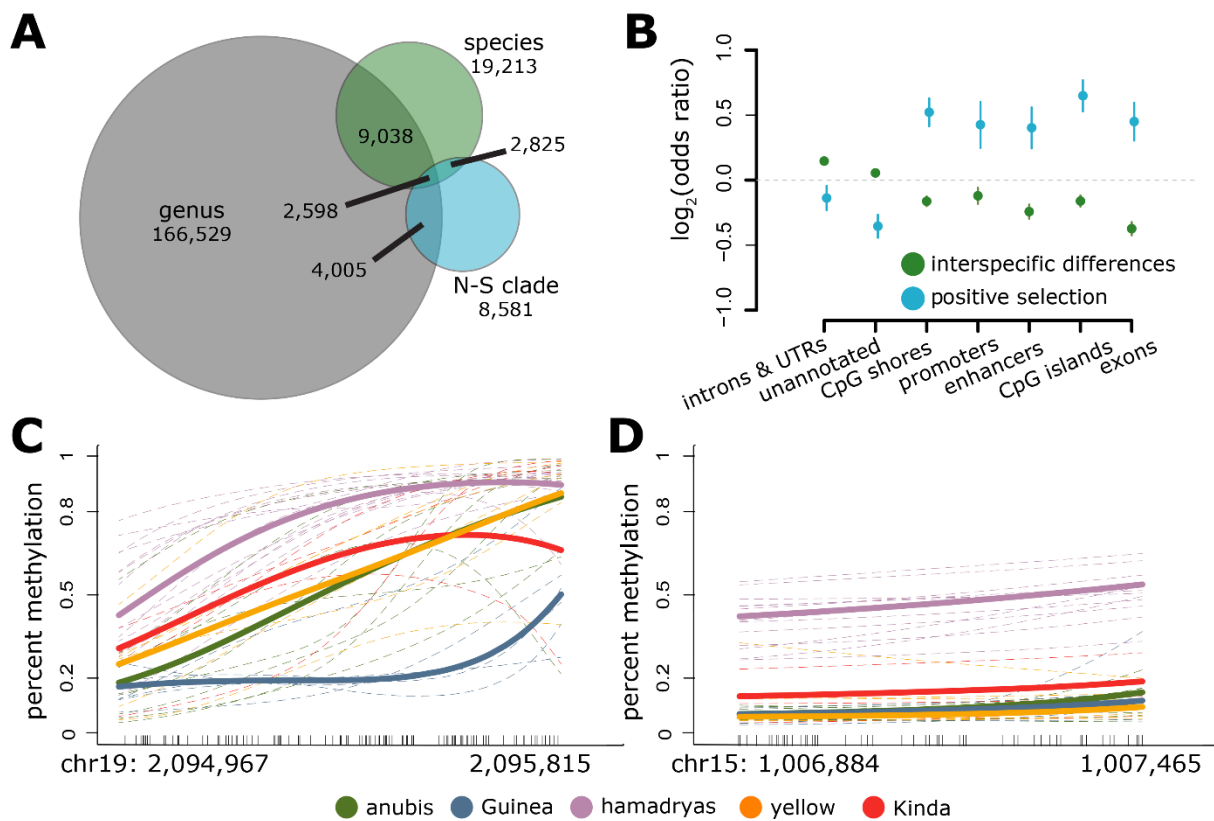 A
species
19,213
9,038
2,825
genus
166,529
2,598
4,005
N-S clade
8,581
B
log2(odds ratio)
1.0
0.5
0.0
−0.5
−1.0
interspecific differences
positive selection
introns & UTRs
unannotated
CpG shores
promoters
enhancers
CpG islands
exons
C
percent methylation
1
0.8
0.5
0.2
0
chr19: 2,094,967
2,095,815
D
percent methylation
1
0.8
0.5
0.2
0
chr15: 1,006,884
1,007,465
anubis
Guinea
hamadryas
yellow
Kinda